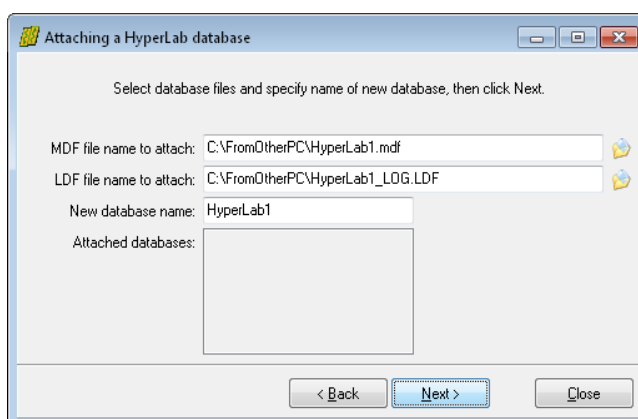 Attaching a HyperLab database
Select database files and specify name of new database, then click Next.
MDF file name to attach: C:\FromOtherPC\HyperLab1.mdf
LDF file name to attach: C:\FromOtherPC\HyperLab1_LOG.LDF
New database name: HyperLab1
Attached databases:
< Back Next > Close